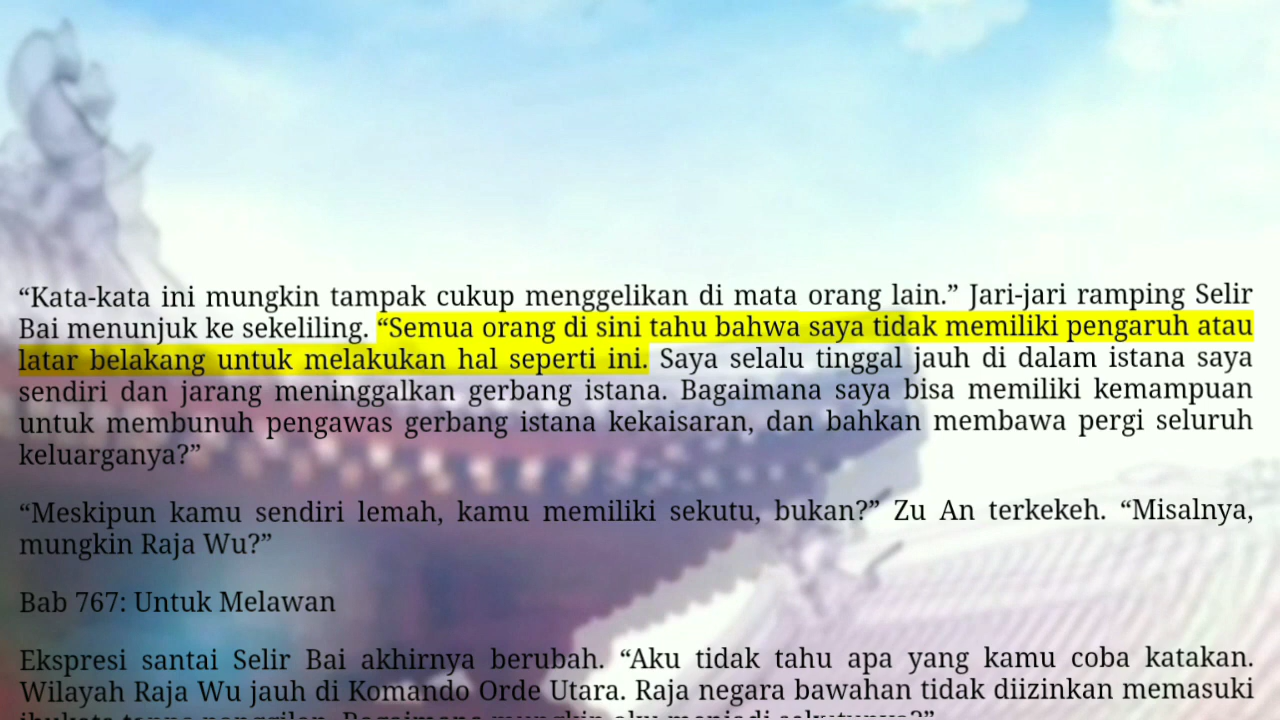 “Kata-kata ini mungkin tampak cukup menggelikan di mata orang lain.” Jari-jari ramping Selir
Bai menunjuk ke sekeliling. “Semua orang di sini tahu bahwa saya tidak memiliki pengaruh atau
latar belakang untuk melakukan hal seperti ini. Saya selalu tinggal jauh di dalam istana saya
sendiri dan jarang meninggalkan gerbang istana. Bagaimana saya bisa memiliki kemampuan
untuk membunuh pengawas gerbang istana kekaisaran, dan bahkan membawa pergi seluruh
keluarganya?”
“Meskipun kamu sendiri lemah, kamu memiliki sekutu, bukan?” Zu An terkekeh. “Misalnya,
mungkin Raja Wu?”
Bab 767: Untuk Melawan
Ekspresi santai Selir Bai akhirnya berubah. “Aku tidak tahu apa yang kamu coba katakan.
Wilayah Raja Wu jauh di Komando Orde Utara. Raja negara bawahan tidak diizinkan memasuki